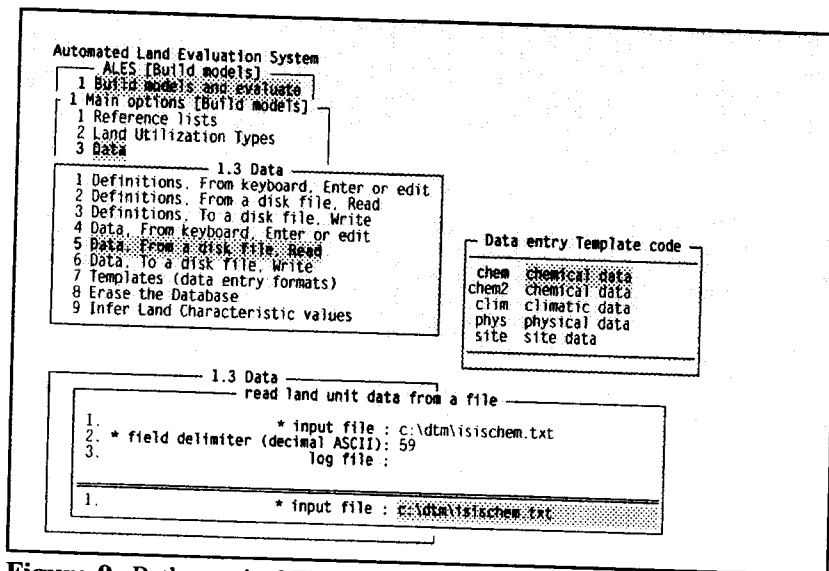 Automated Land Evaluation System
ALES [Build models]
1 Build models and evaluate
1 Main options [Build models]
1 Reference lists
2 Land Utilization Types
3 Data
1.3 Data
1 Definitions, From keyboard, Enter or edit
2 Definitions, From a disk file, Read
3 Definitions, To a disk file, Write
4 Data, From keyboard, Enter or edit
5 Data, From a disk file, Read
6 Data, To a disk file, Write
7 Templates (data entry formats)
8 Erase the Database
9 Infer Land Characteristic values
Data entry Template code
chem chemical data
chem2 chemical data
clim climatic data
phys physical data
site site data
1.3 Data
read land unit data from a file
1. * input file : c:\dtm\isischem.txt
2. * field delimiter (decimal ASCII): 59
3. log file :
1. * input file : c:\dtm\isischem.txt
Figure 9.